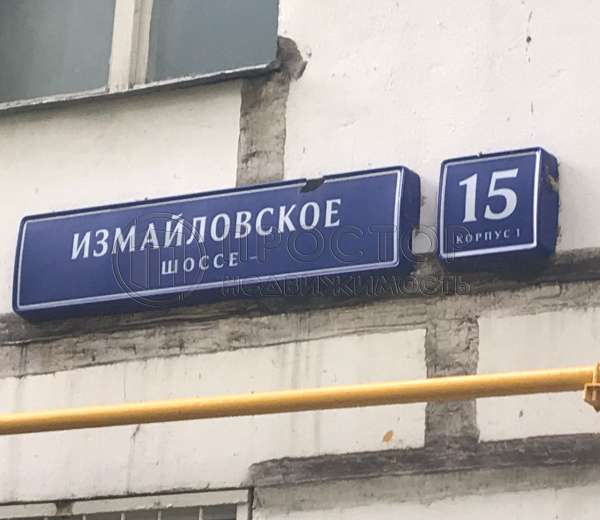 ИЗМАЙЛОВСКОЕ
ШОССЕ
15
КОРПУС 1
ПРОСТОР
НЕДВИЖИМОСТЬ